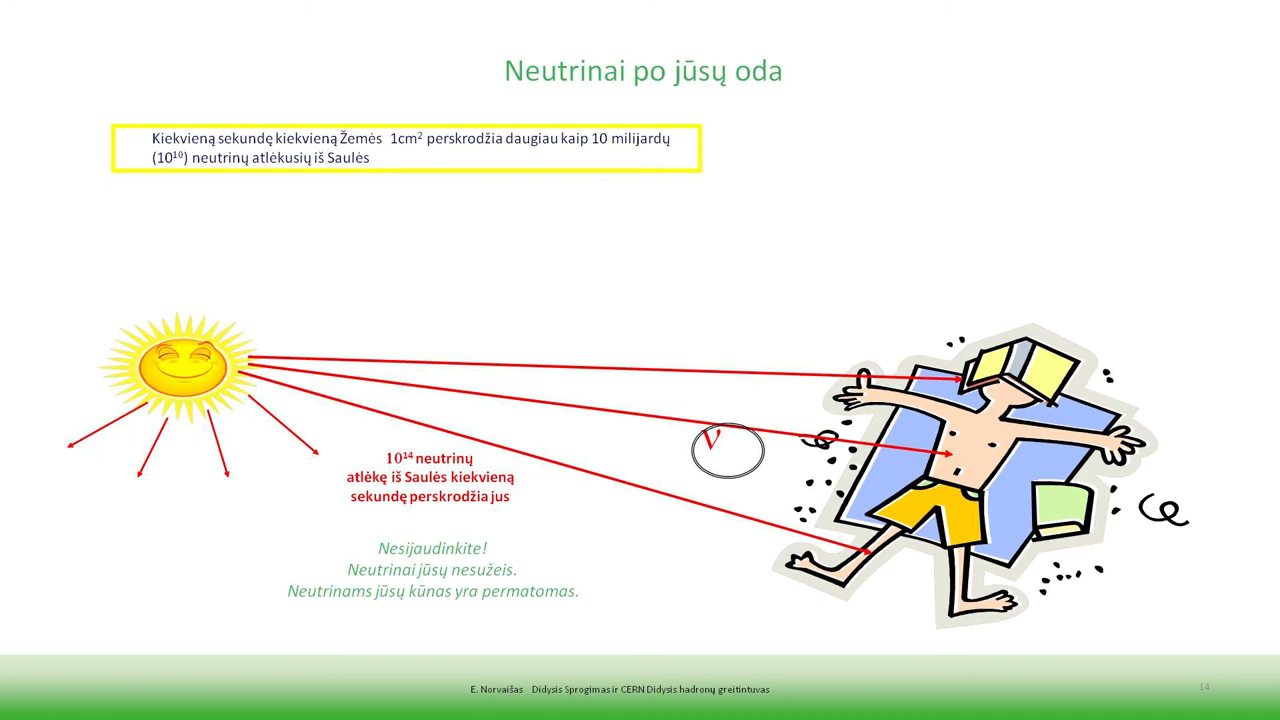 Neutrinai po jūsų oda
Kiekvieną sekundę kiekvieną Žemės 1cm² perskrodžia daugiau kaip 10 milijardų
(10¹⁰) neutrinų atlėkusių iš Saulės
ν
10¹⁴ neutrinų
atlėkę iš Saulės kiekvieną
sekundę perskrodžia jus
Nesijaudinkite!
Neutrinai jūsų nesužeis.
Neutrinams jūsų kūnas yra permatomas.
E. Norvaišas Didysis Sprogimas ir CERN Didysis hadronų greitintuvas
14